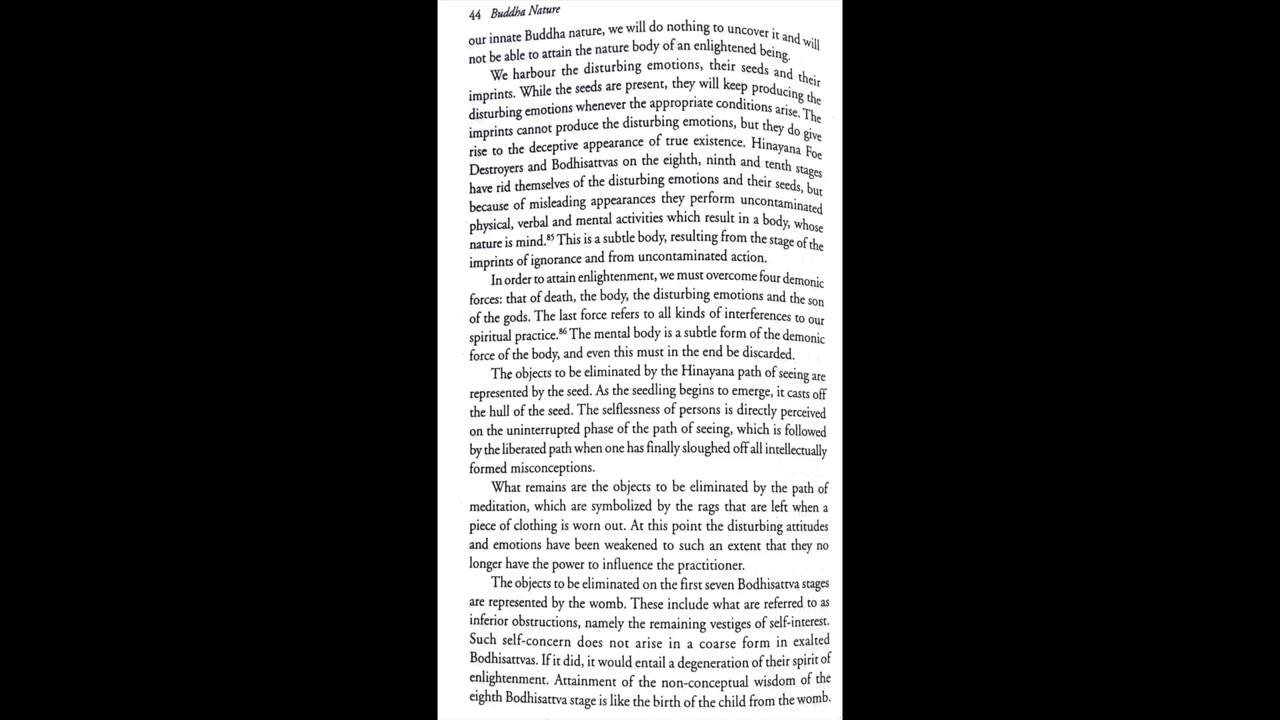 44 Buddha Nature
our innate Buddha nature, we will do nothing to uncover it and will
not be able to attain the nature body of an enlightened being.
We harbour the disturbing emotions, their seeds and their
imprints. While the seeds are present, they will keep producing the
disturbing emotions whenever the appropriate conditions arise. The
imprints cannot produce the disturbing emotions, but they do give
rise to the deceptive appearance of true existence. Hinayana Foe
Destroyers and Bodhisattvas on the eighth, ninth and tenth stages
have rid themselves of the disturbing emotions and their seeds, but
because of misleading appearances they perform uncontaminated
physical, verbal and mental activities which result in a body, whose
nature is mind.⁸⁵ This is a subtle body, resulting from the stage of the
imprints of ignorance and from uncontaminated action.
In order to attain enlightenment, we must overcome four demonic
forces: that of death, the body, the disturbing emotions and the son
of the gods. The last force refers to all kinds of interferences to our
spiritual practice.⁸⁶ The mental body is a subtle form of the demonic
force of the body, and even this must in the end be discarded.
The objects to be eliminated by the Hinayana path of seeing are
represented by the seed. As the seedling begins to emerge, it casts off
the hull of the seed. The selflessness of persons is directly perceived
on the uninterrupted phase of the path of seeing, which is followed
by the liberated path when one has finally sloughed off all intellectually
formed misconceptions.
What remains are the objects to be eliminated by the path of
meditation, which are symbolized by the rags that are left when a
piece of clothing is worn out. At this point the disturbing attitudes
and emotions have been weakened to such an extent that they no
longer have the power to influence the practitioner.
The objects to be eliminated on the first seven Bodhisattva stages
are represented by the womb. These include what are referred to as
inferior obstructions, namely the remaining vestiges of self-interest.
Such self-concern does not arise in a coarse form in exalted
Bodhisattvas. If it did, it would entail a degeneration of their spirit of
enlightenment. Attainment of the non-conceptual wisdom of the
eighth Bodhisattva stage is like the birth of the child from the womb.